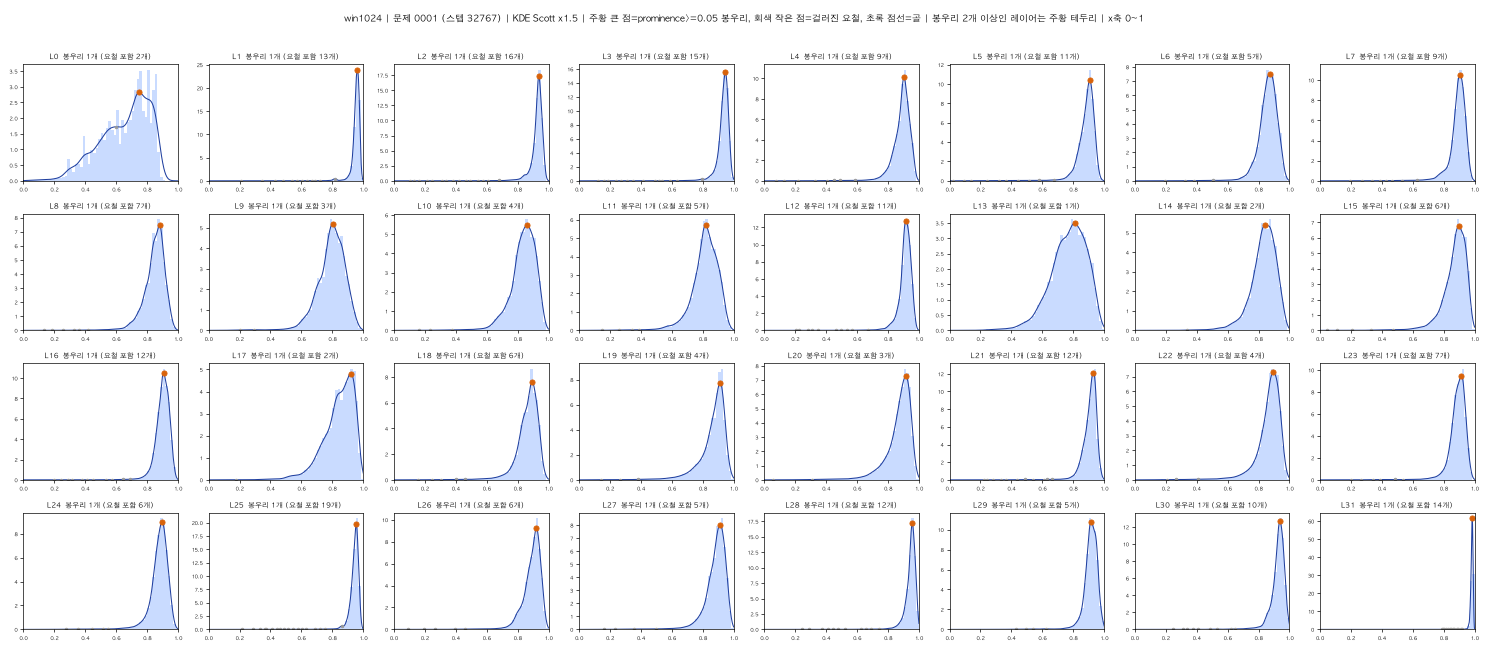 win1024 | 문제 0001 (스텝 32767) | KDE Scott x1.5 | 주황 큰 점=prominence>=0.05 봉우리, 회색 작은 점=걸러진 요철, 초록 점선=골 | 봉우리 2개 이상인 레이어는 주황 테두리 | x축 0~1
L0 봉우리 1개 (요철 포함 2개)
L1 봉우리 1개 (요철 포함 13개)
L2 봉우리 1개 (요철 포함 16개)
L3 봉우리 1개 (요철 포함 15개)
L4 봉우리 1개 (요철 포함 9개)
L5 봉우리 1개 (요철 포함 11개)
L6 봉우리 1개 (요철 포함 5개)
L7 봉우리 1개 (요철 포함 9개)
L8 봉우리 1개 (요철 포함 7개)
L9 봉우리 1개 (요철 포함 3개)
L10 봉우리 1개 (요철 포함 4개)
L11 봉우리 1개 (요철 포함 5개)
L12 봉우리 1개 (요철 포함 11개)
L13 봉우리 1개 (요철 포함 1개)
L14 봉우리 1개 (요철 포함 2개)
L15 봉우리 1개 (요철 포함 6개)
L16 봉우리 1개 (요철 포함 12개)
L17 봉우리 1개 (요철 포함 2개)
L18 봉우리 1개 (요철 포함 6개)
L19 봉우리 1개 (요철 포함 4개)
L20 봉우리 1개 (요철 포함 3개)
L21 봉우리 1개 (요철 포함 12개)
L22 봉우리 1개 (요철 포함 4개)
L23 봉우리 1개 (요철 포함 7개)
L24 봉우리 1개 (요철 포함 6개)
L25 봉우리 1개 (요철 포함 19개)
L26 봉우리 1개 (요철 포함 6개)
L27 봉우리 1개 (요철 포함 5개)
L28 봉우리 1개 (요철 포함 12개)
L29 봉우리 1개 (요철 포함 5개)
L30 봉우리 1개 (요철 포함 10개)
L31 봉우리 1개 (요철 포함 14개)